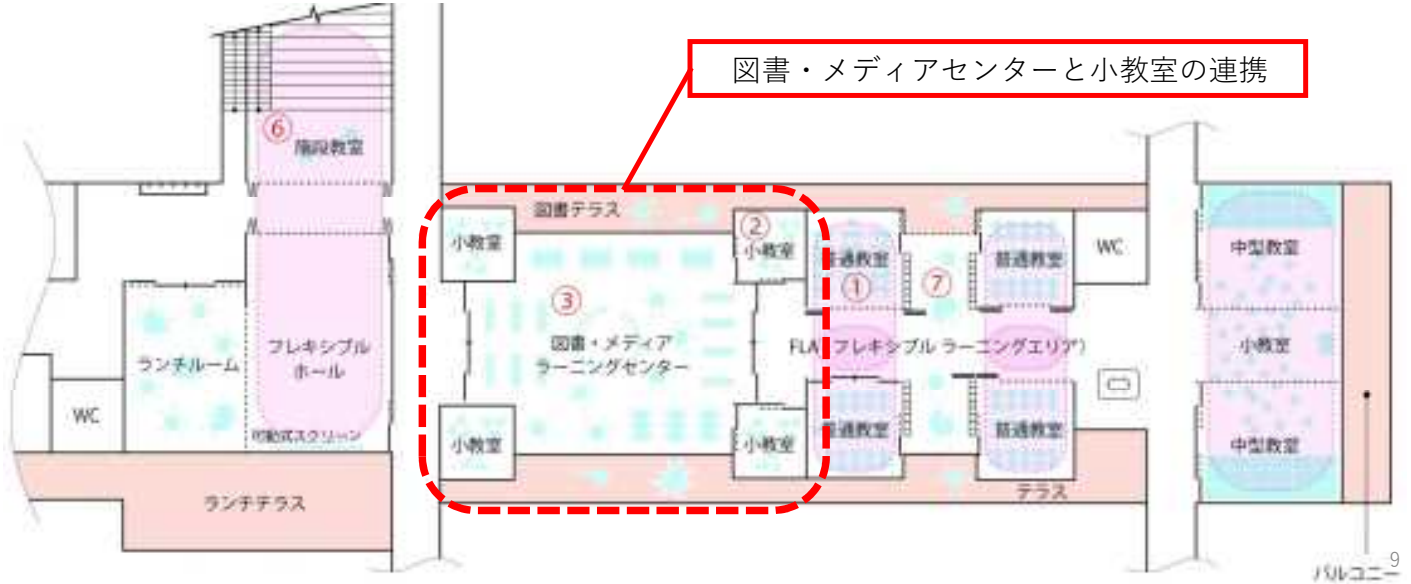 図書・メディアセンターと小教室の連携
⑥
階段教室
図書テラス
小教室
②
小教室
普通教室
①
⑦
普通教室
WC
中型教室
③
ランチルーム
フレキシブル
ホール
図書・メディア
ラーニングセンター
FLA（フレキシブル ラーニングエリア）
小教室
WC
可動式スクリーン
小教室
小教室
普通教室
普通教室
中型教室
ランチテラス
テラス
バルコニー
9